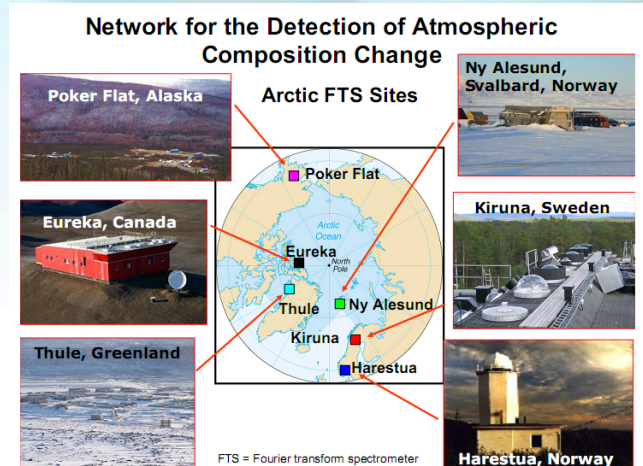 Network for the Detection of Atmospheric
Composition Change
Poker Flat, Alaska
Arctic FTS Sites
Ny Alesund,
Svalbard, Norway
Poker Flat
Eureka, Canada
Arctic
Ocean
Eureka
North
Pole
Kiruna, Sweden
Thule
Ny Alesund
Kiruna
Thule, Greenland
Harestua
FTS = Fourier transform spectrometer
Harestua, Norway